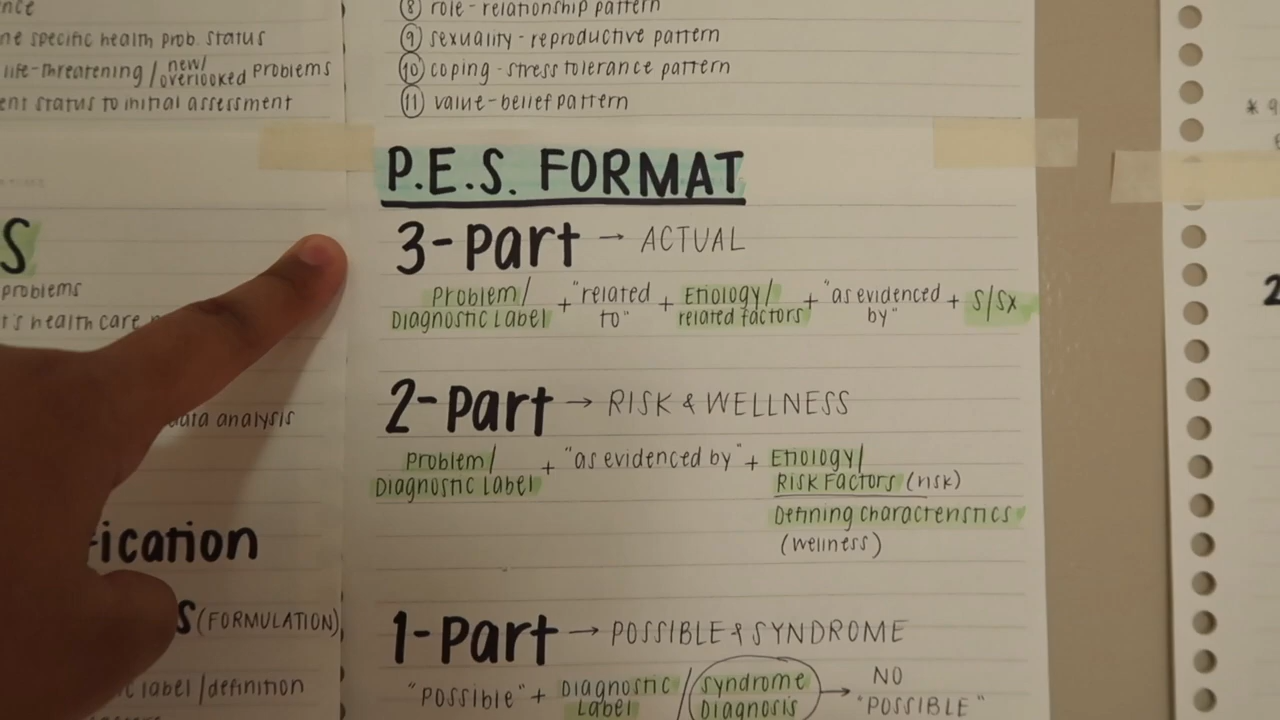 ne specific health prob. status
life-threatening / new/ overlooked problems
ent status to initial assessment
S
problems
's health care
data analysis
ication
S (FORMULATION)
label/definition
⑧ role-relationship pattern
⑨ sexuality-reproductive pattern
⑩ coping-stress tolerance pattern
⑪ value-belief pattern
P.E.S. FORMAT
3-Part → ACTUAL
Problem/ Diagnostic Label + "related to" + Etiology/ related factors + "as evidenced by" + S/Sx
2-Part → RISK & WELLNESS
Problem/ Diagnostic Label + "as evidenced by" + Etiology/
Risk Factors (risk)
Defining characteristics
(wellness)
1-Part → POSSIBLE & SYNDROME
"Possible" + Diagnostic Label / Syndrome Diagnosis → NO "POSSIBLE"
* 9
2